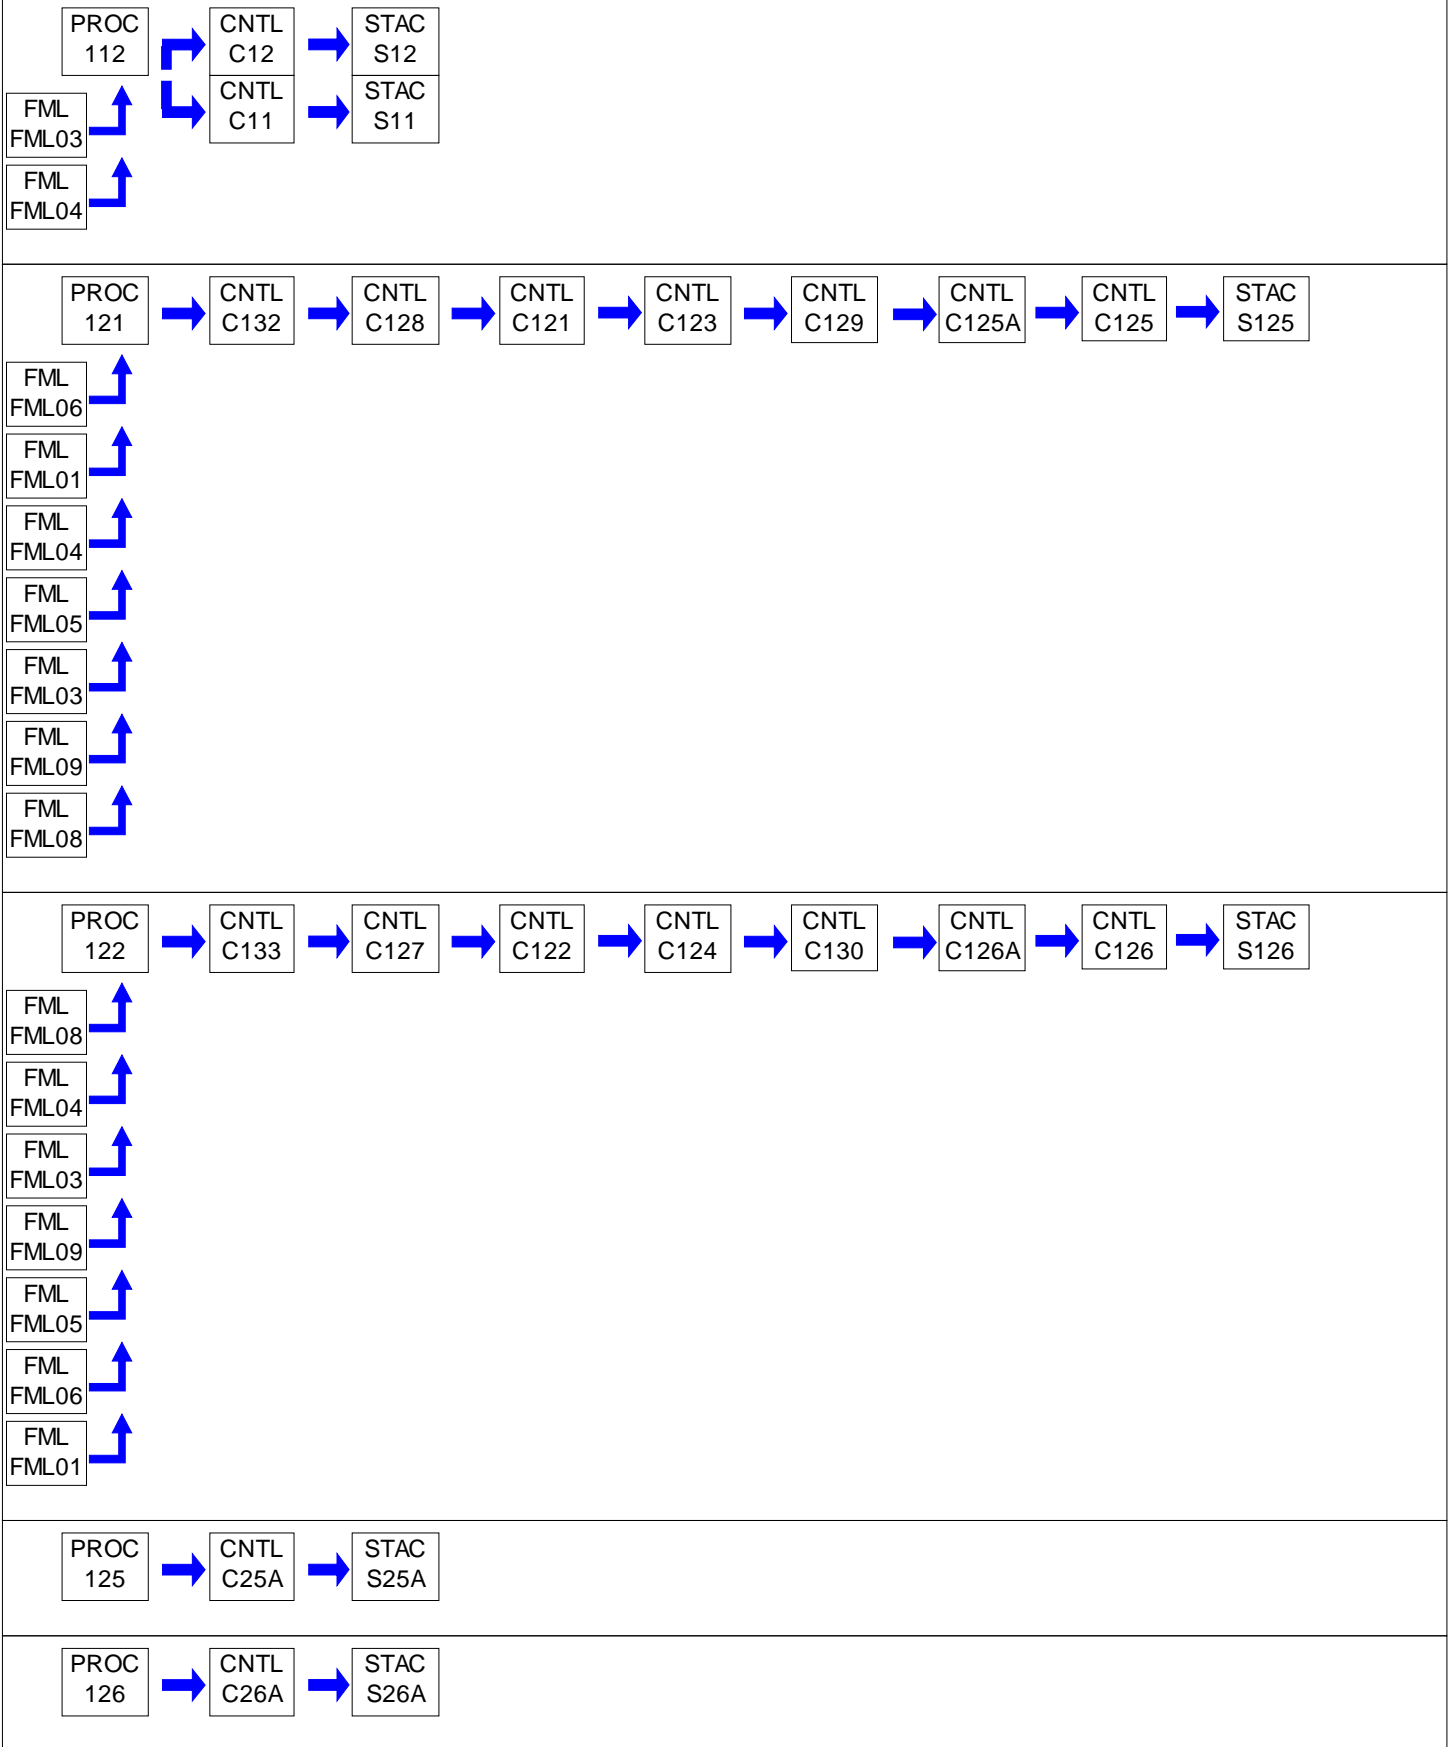 PROC
112
CNTL
C12
STAC
S12
CNTL
C11
STAC
S11
FML
FML03
FML
FML04
PROC
121
CNTL
C132
CNTL
C128
CNTL
C121
CNTL
C123
CNTL
C129
CNTL
C125A
CNTL
C125
STAC
S125
FML
FML06
FML
FML01
FML
FML04
FML
FML05
FML
FML03
FML
FML09
FML
FML08
PROC
122
CNTL
C133
CNTL
C127
CNTL
C122
CNTL
C124
CNTL
C130
CNTL
C126A
CNTL
C126
STAC
S126
FML
FML08
FML
FML04
FML
FML03
FML
FML09
FML
FML05
FML
FML06
FML
FML01
PROC
125
CNTL
C25A
STAC
S25A
PROC
126
CNTL
C26A
STAC
S26A